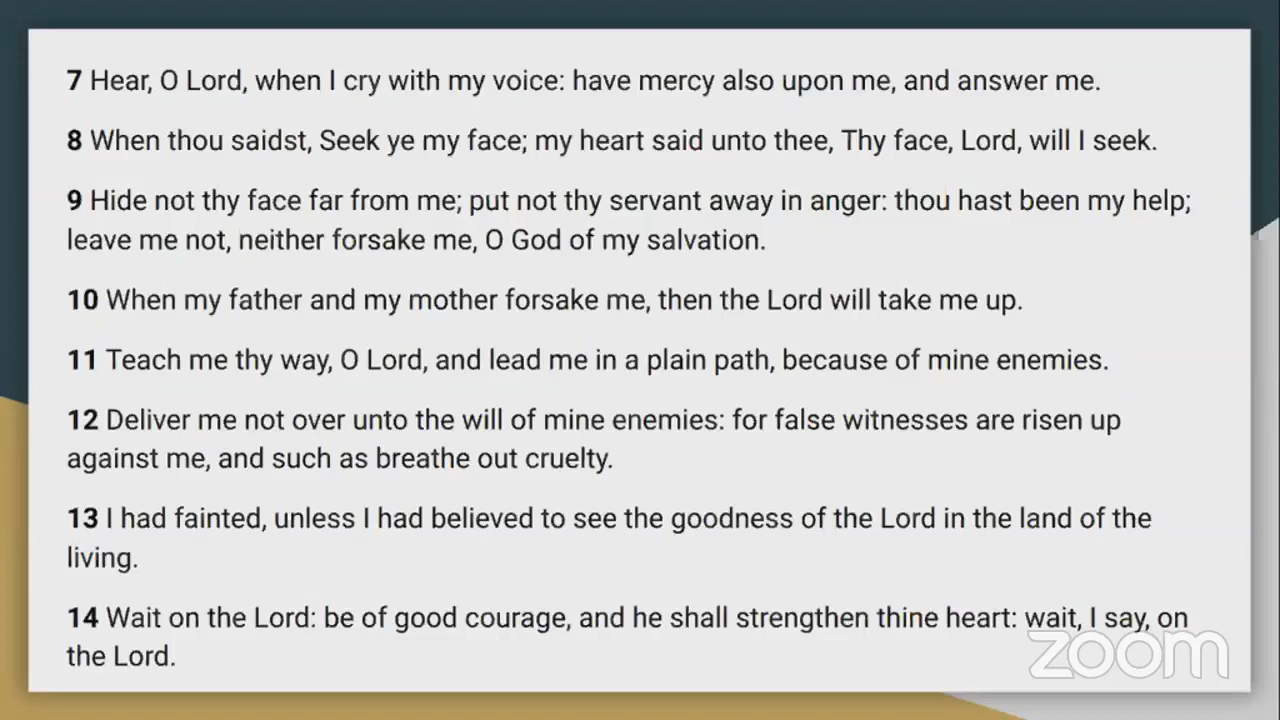 7 Hear, O Lord, when I cry with my voice: have mercy also upon me, and answer me.
8 When thou saidst, Seek ye my face; my heart said unto thee, Thy face, Lord, will I seek.
9 Hide not thy face far from me; put not thy servant away in anger: thou hast been my help;
leave me not, neither forsake me, O God of my salvation.
10 When my father and my mother forsake me, then the Lord will take me up.
11 Teach me thy way, O Lord, and lead me in a plain path, because of mine enemies.
12 Deliver me not over unto the will of mine enemies: for false witnesses are risen up
against me, and such as breathe out cruelty.
13 I had fainted, unless I had believed to see the goodness of the Lord in the land of the
living.
14 Wait on the Lord: be of good courage, and he shall strengthen thine heart: wait, I say, on
the Lord.
zoom